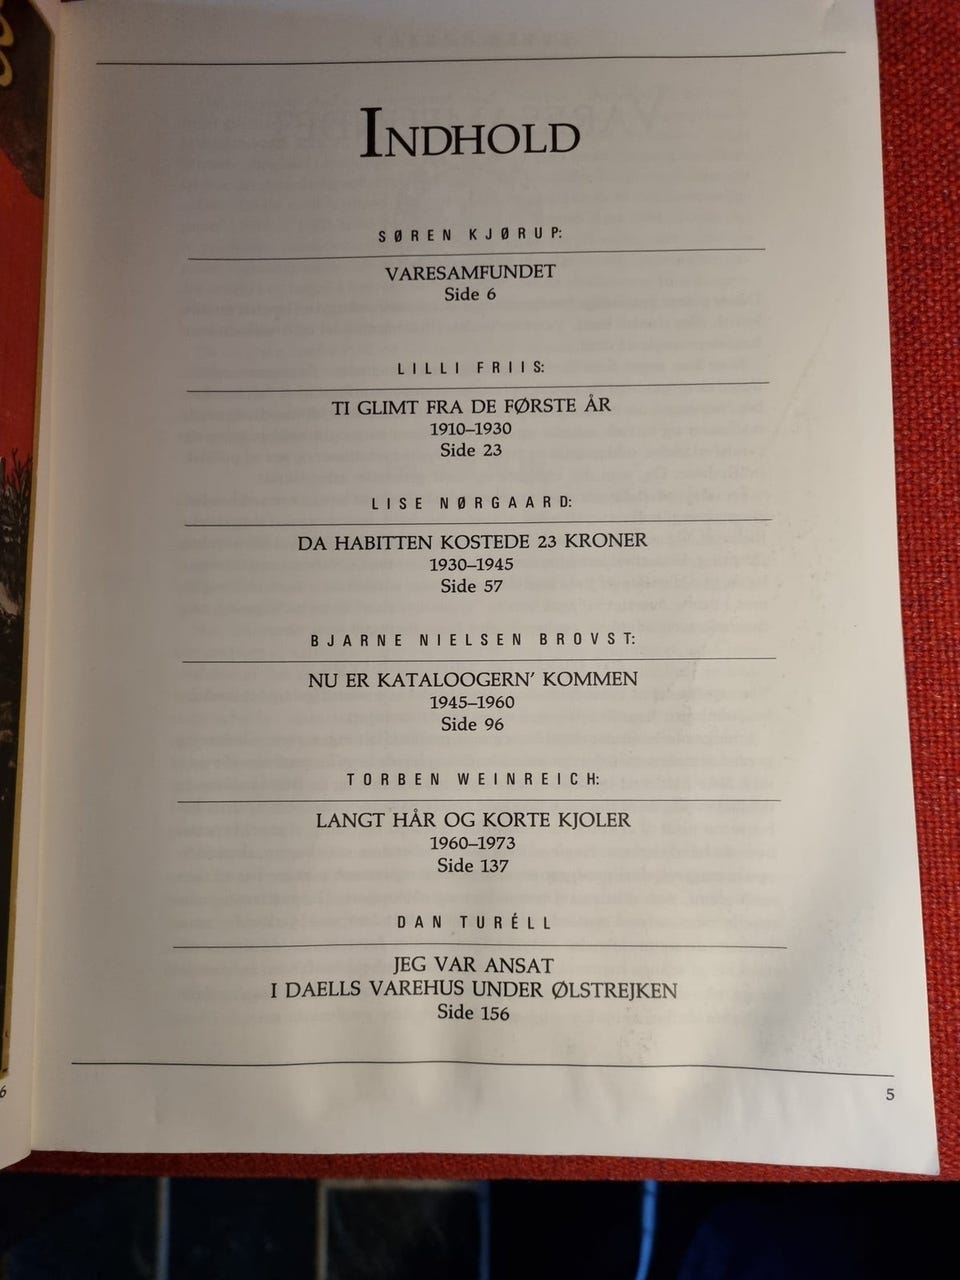 INDHOLD
SØREN KJØRUP:
VARESAMFUNDET
Side 6
LILLI FRIIS:
TI GLIMT FRA DE FØRSTE ÅR
1910–1930
Side 23
LISE NØRGAARD:
DA HABITTEN KOSTEDE 23 KRONER
1930–1945
Side 57
BJARNE NIELSEN BROVST:
NU ER KATALOOGERN’ KOMMEN
1945–1960
Side 96
TORBEN WEINREICH:
LANGT HÅR OG KORTE KJOLER
1960–1973
Side 137
DAN TURÉLL
JEG VAR ANSAT
I DAELLS VAREHUS UNDER ØLSTREJKEN
Side 156
5